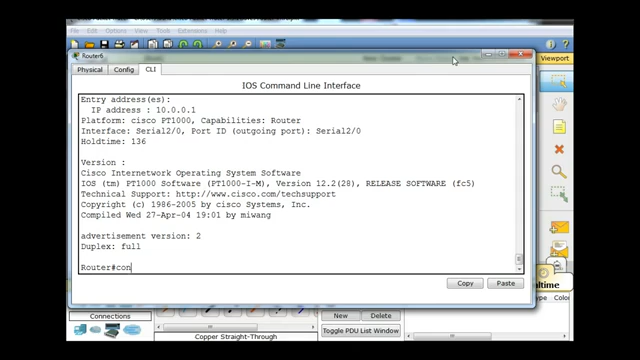 File Edit Options View Tools Extensions Help
Router6
Physical Config CLI
Viewport
IOS Command Line Interface
Entry address(es):
IP address : 10.0.0.1
Platform: cisco PT1000, Capabilities: Router
Interface: Serial2/0, Port ID (outgoing port): Serial2/0
Holdtime: 136
Version :
Cisco Internetwork Operating System Software
IOS (tm) PT1000 Software (PT1000-I-M), Version 12.2(28), RELEASE SOFTWARE (fc5)
Technical Support: http://www.cisco.com/techsupport
Copyright (c) 1986-2005 by cisco Systems, Inc.
Compiled Wed 27-Apr-04 19:01 by miwang
advertisement version: 2
Duplex: full
Router#con
Copy Paste
altime
Connections
New Delete
Toggle PDU List Window
Copper Straight-Through
ype Color